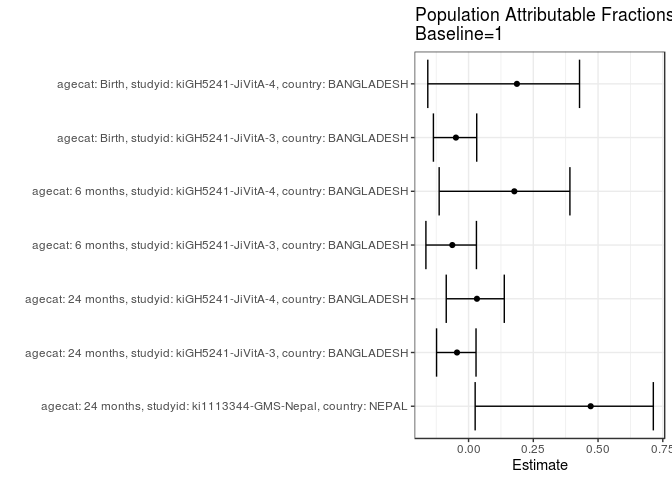 Population Attributable Fractions
Baseline=1
agecat: Birth, studyid: kiGH5241-JiVitA-4, country: BANGLADESH
agecat: Birth, studyid: kiGH5241-JiVitA-3, country: BANGLADESH
agecat: 6 months, studyid: kiGH5241-JiVitA-4, country: BANGLADESH
agecat: 6 months, studyid: kiGH5241-JiVitA-3, country: BANGLADESH
agecat: 24 months, studyid: kiGH5241-JiVitA-4, country: BANGLADESH
agecat: 24 months, studyid: kiGH5241-JiVitA-3, country: BANGLADESH
agecat: 24 months, studyid: ki1113344-GMS-Nepal, country: NEPAL
0.00 0.25 0.50 0.75
Estimate